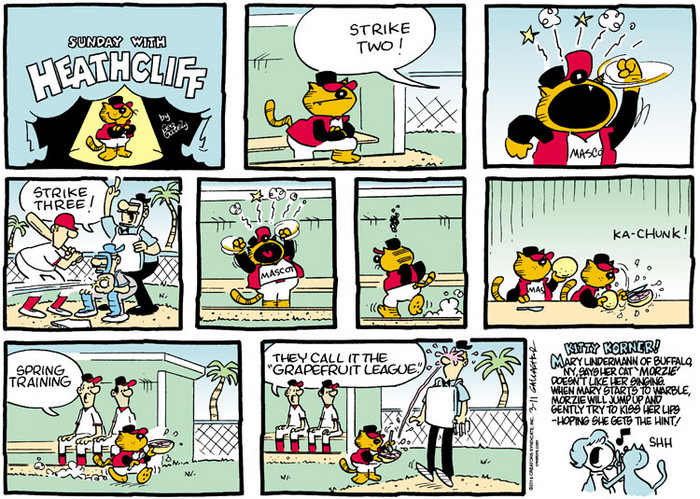 SUNDAY WITH
HEATHCLIFF
by
STRIKE
TWO!
MASCOT
STRIKE
THREE!
MASCOT
MAS
KA-CHUNK!
SPRING
TRAINING
THEY CALL IT THE
"GRAPEFRUIT LEAGUE."
3-11 GALLAGHER
KITTY KORNER!
MARY LINDERMANN OF BUFFALO,
NY, SAYS HER CAT "MORZIE"
DOESN'T LIKE HER SINGING.
WHEN MARY STARTS TO WARBLE,
MORZIE WILL JUMP UP AND
GENTLY TRY TO KISS HER LIPS
-HOPING SHE GETS THE HINT!
SHH